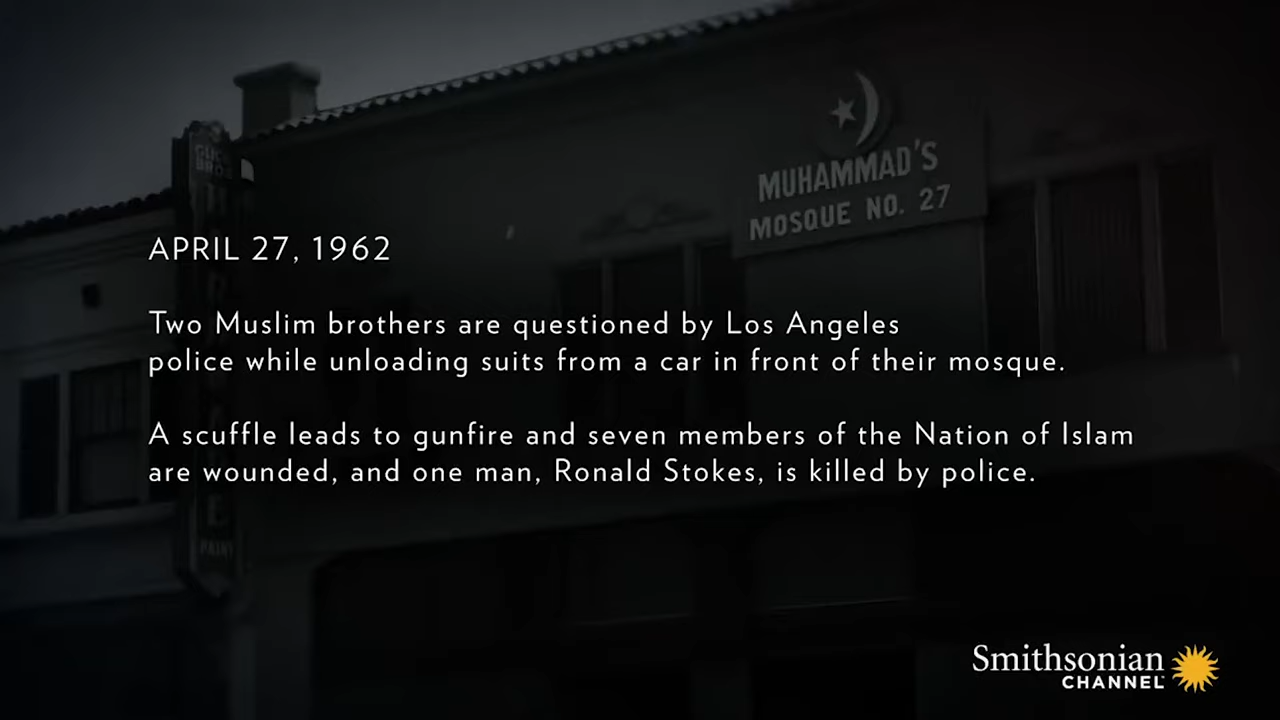 MUHAMMAD'S
MOSQUE NO. 27
APRIL 27, 1962
Two Muslim brothers are questioned by Los Angeles
police while unloading suits from a car in front of their mosque.
A scuffle leads to gunfire and seven members of the Nation of Islam
are wounded, and one man, Ronald Stokes, is killed by police.
PAINT
Smithsonian
CHANNEL